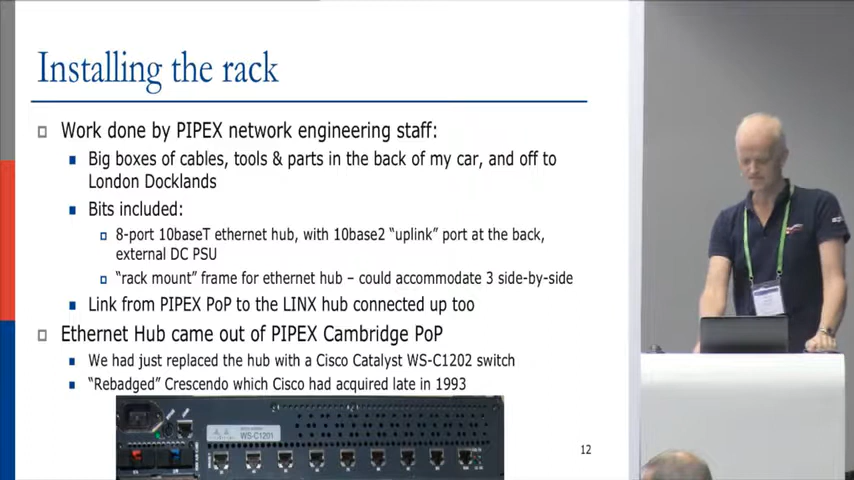 Installing the rack
Work done by PIPEX network engineering staff:
Big boxes of cables, tools & parts in the back of my car, and off to
London Docklands
Bits included:
8-port 10baseT ethernet hub, with 10base2 “uplink” port at the back,
external DC PSU
“rack mount” frame for ethernet hub – could accommodate 3 side-by-side
Link from PIPEX PoP to the LINX hub connected up too
Ethernet Hub came out of PIPEX Cambridge PoP
We had just replaced the hub with a Cisco Catalyst WS-C1202 switch
“Rebadged” Crescendo which Cisco had acquired late in 1993
WS-C1201
12